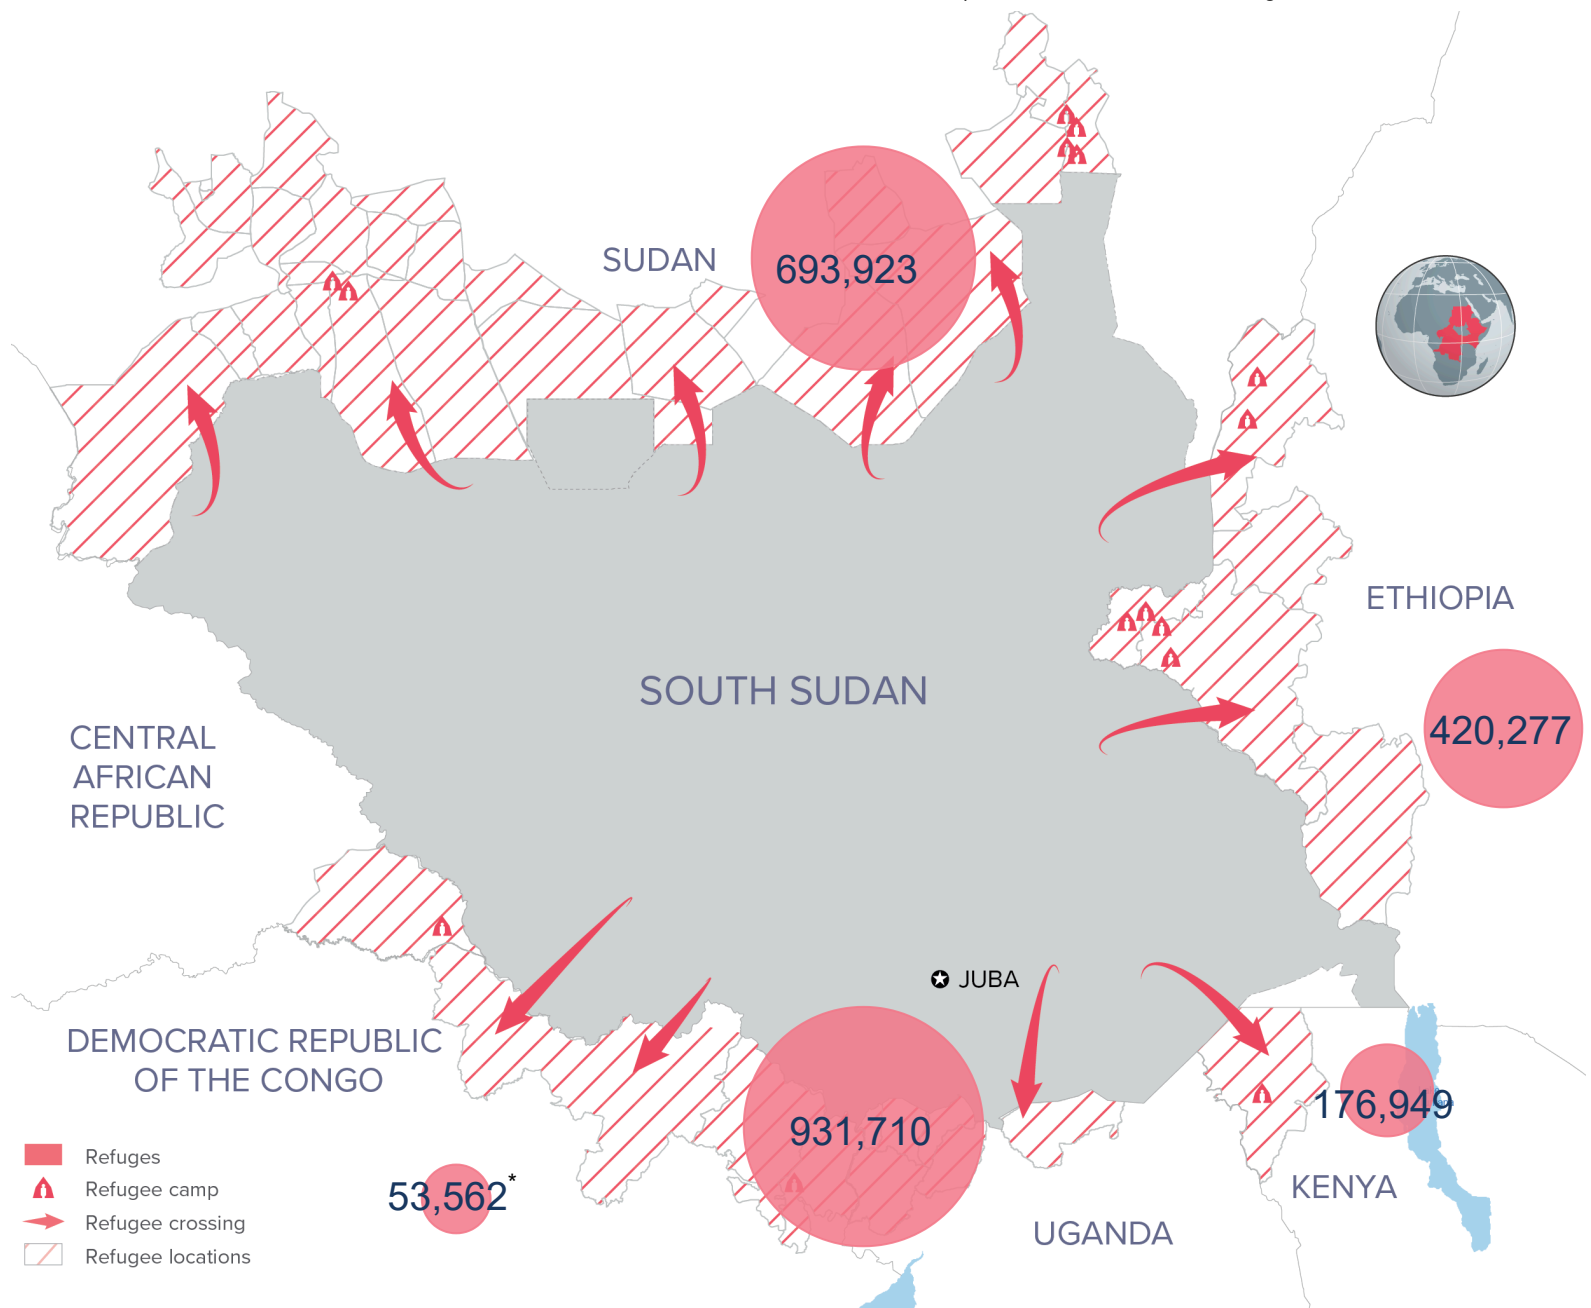 SUDAN
693,923
ETHIOPIA
SOUTH SUDAN
420,277
CENTRAL
AFRICAN
REPUBLIC
JUBA
DEMOCRATIC REPUBLIC
OF THE CONGO
931,710
176,949
53,562*
KENYA
UGANDA
Refuges
Refugee camp
Refugee crossing
Refugee locations